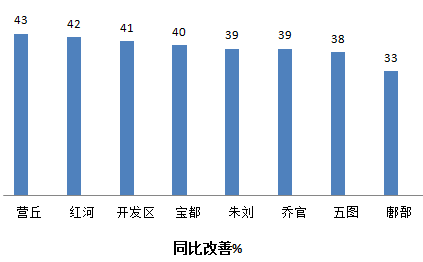 43 42 41 40 39 39 38 33
营丘 红河 开发区 宝都 朱刘 乔官 五图 鄌郚
同比改善%